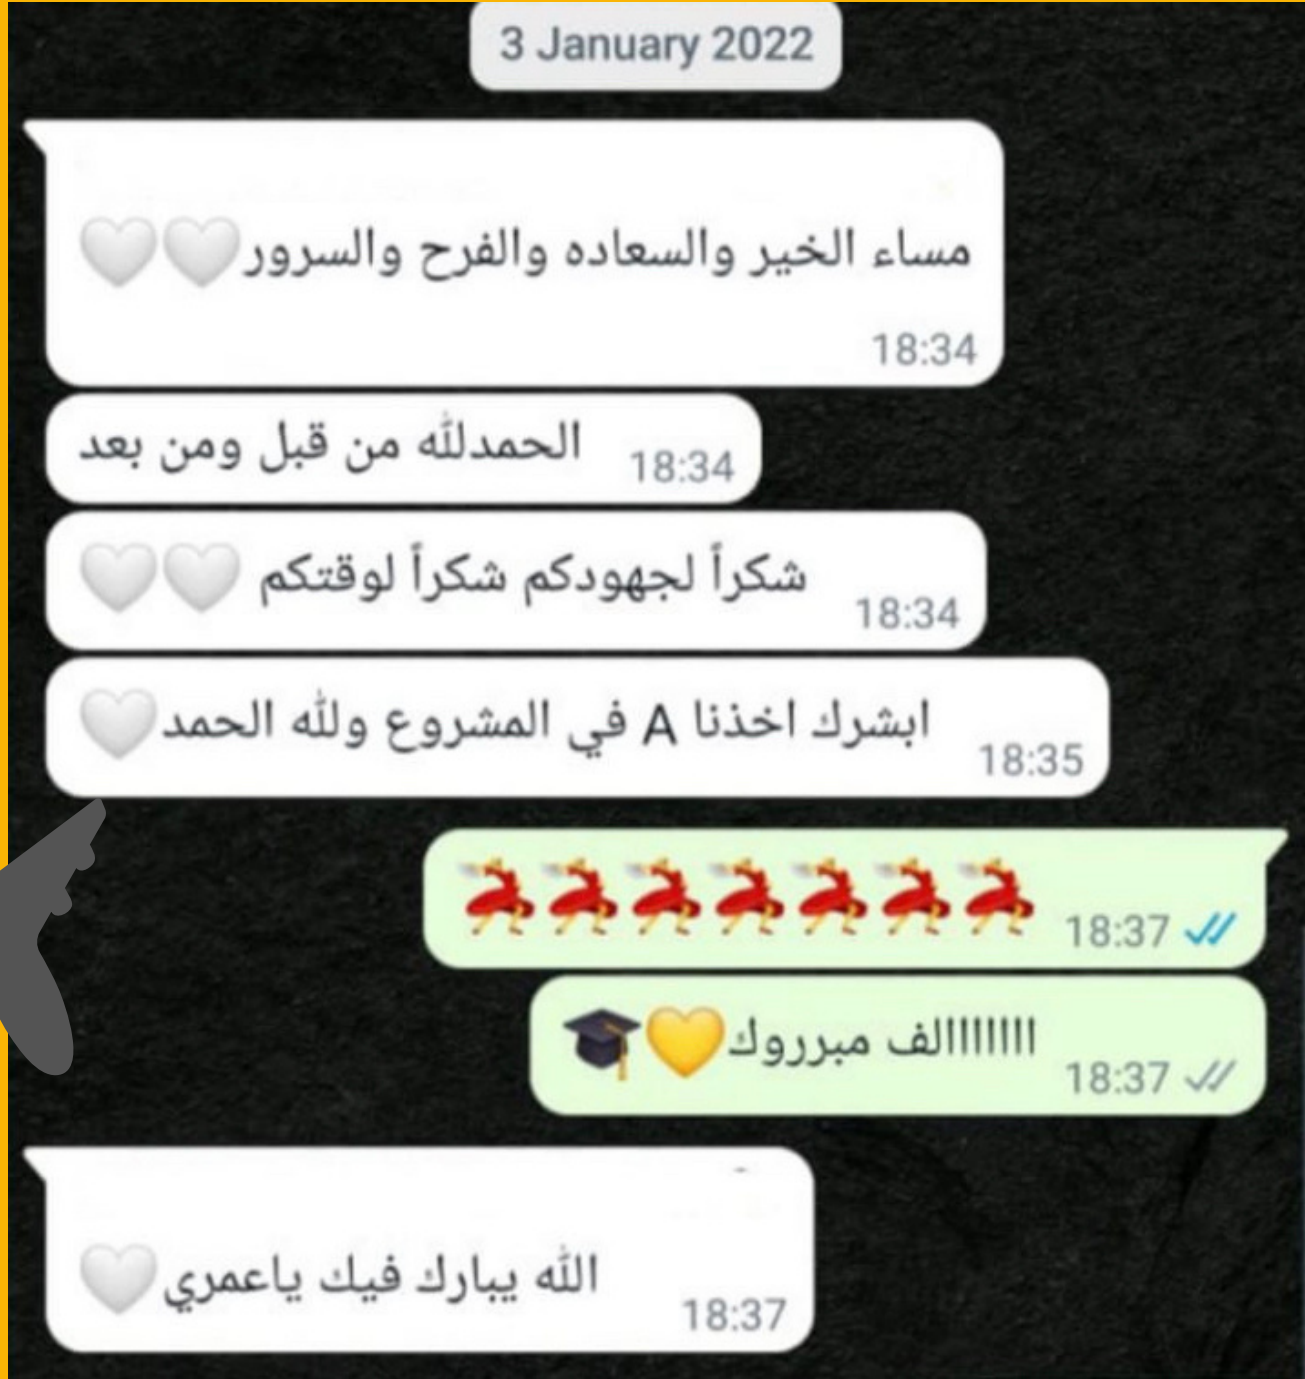 3 January 2022
مساء الخير والسعاده والفرح والسرور🤍🤍
18:34
الحمدلله من قبل ومن بعد 18:34
شكراً لجهودكم شكراً لوقتكم 🤍🤍
18:34
ابشرك اخذنا A في المشروع ولله الحمد🤍
18:35
💃💃💃💃💃💃💃 18:37
اااااااالف مبرروك💛🎓
18:37
الله يبارك فيك ياعمري🤍
18:37